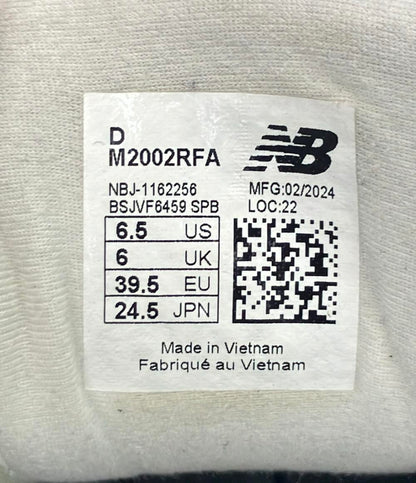 D
M2002RFA
NB
NBJ-1162256
MFG:02/2024
BSJVF6459 SPB
LOC:22
6.5 US
6 UK
39.5 EU
24.5 JPN
Made in Vietnam
Fabriqué au Vietnam